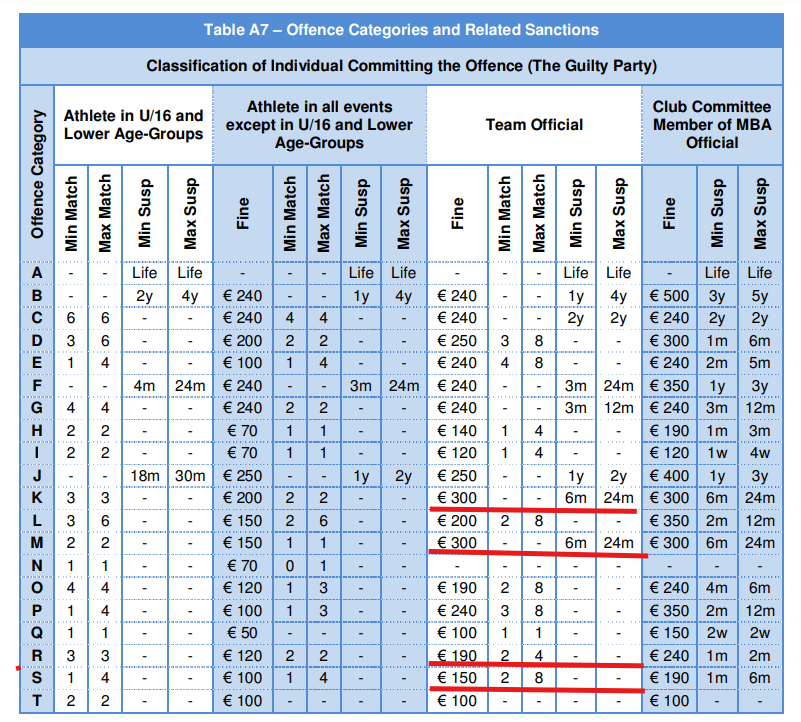 Table A7 – Offence Categories and Related Sanctions
Classification of Individual Committing the Offence (The Guilty Party)
Offence Category
Athlete in U/16 and
Lower Age-Groups
Athlete in all events
except in U/16 and Lower
Age-Groups
Team Official
Club Committee
Member of MBA
Official
Min Match Max Match Min Susp Max Susp Fine Min Match Max Match Min Susp Max Susp Fine Min Match Max Match Min Susp Max Susp Fine Min Susp Max Susp
A - - Life Life - - - Life Life - - - Life Life - Life Life
B - - 2y 4y € 240 - - 1y 4y € 240 - - 1y 4y € 500 3y 5y
C 6 6 - - € 240 4 4 - - € 240 - - 2y 2y € 240 2y 2y
D 3 6 - - € 200 2 2 - - € 250 3 8 - - € 300 1m 6m
E 1 4 - - € 100 1 4 - - € 240 4 8 - - € 240 2m 5m
F - - 4m 24m € 240 - - 3m 24m € 240 - - 3m 24m € 350 1y 3y
G 4 4 - - € 240 2 2 - - € 240 - - 3m 12m € 240 3m 12m
H 2 2 - - € 70 1 1 - - € 140 1 4 - - € 190 1m 3m
I 2 2 - - € 70 1 1 - - € 120 1 4 - - € 120 1w 4w
J - - 18m 30m € 250 - - 1y 2y € 250 - - 1y 2y € 400 1y 3y
K 3 3 - - € 200 2 2 - - € 300 - - 6m 24m € 300 6m 24m
L 3 6 - - € 150 2 6 - - € 200 2 8 - - € 350 2m 12m
M 2 2 - - € 150 1 1 - - € 300 - - 6m 24m € 300 6m 24m
N 1 1 - - € 70 0 1 - - - - - - - - - -
O 4 4 - - € 120 1 3 - - € 190 2 8 - - € 240 4m 6m
P 1 4 - - € 100 1 3 - - € 240 3 8 - - € 350 2m 12m
Q 1 1 - - € 50 - - - - € 100 1 1 - - € 150 2w 2w
R 3 3 - - € 120 2 2 - - € 190 2 4 - - € 240 1m 2m
S 1 4 - - € 100 1 4 - - € 150 2 8 - - € 190 1m 6m
T 2 2 - - € 100 - - - - € 100 - - - - € 100 - -